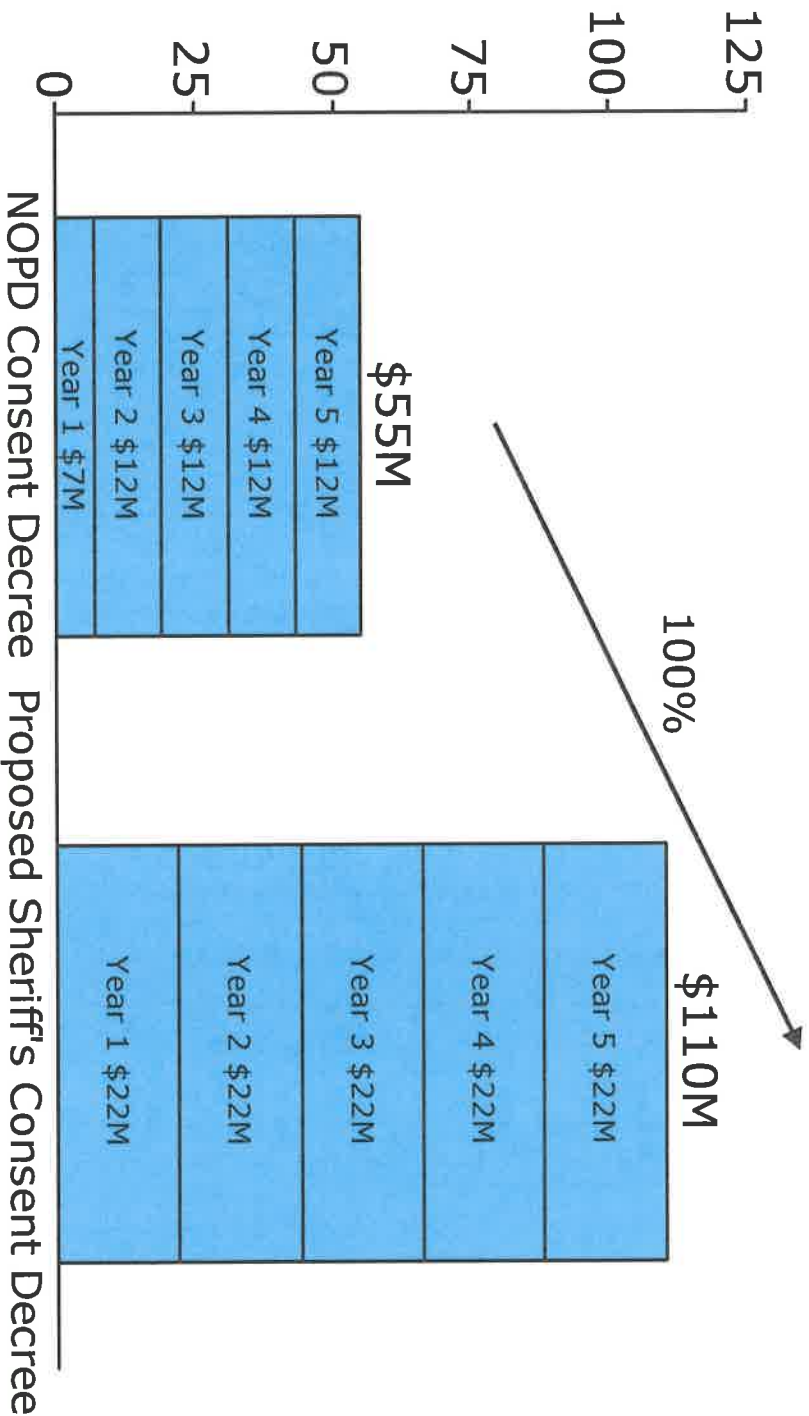 125
100
75
50
25
0
100%
$55M
Year 5 $12M
Year 4 $12M
Year 3 $12M
Year 2 $12M
Year 1 $7M
$110M
Year 5 $22M
Year 4 $22M
Year 3 $22M
Year 2 $22M
Year 1 $22M
NOPD Consent Decree
Proposed Sheriff's Consent Decree